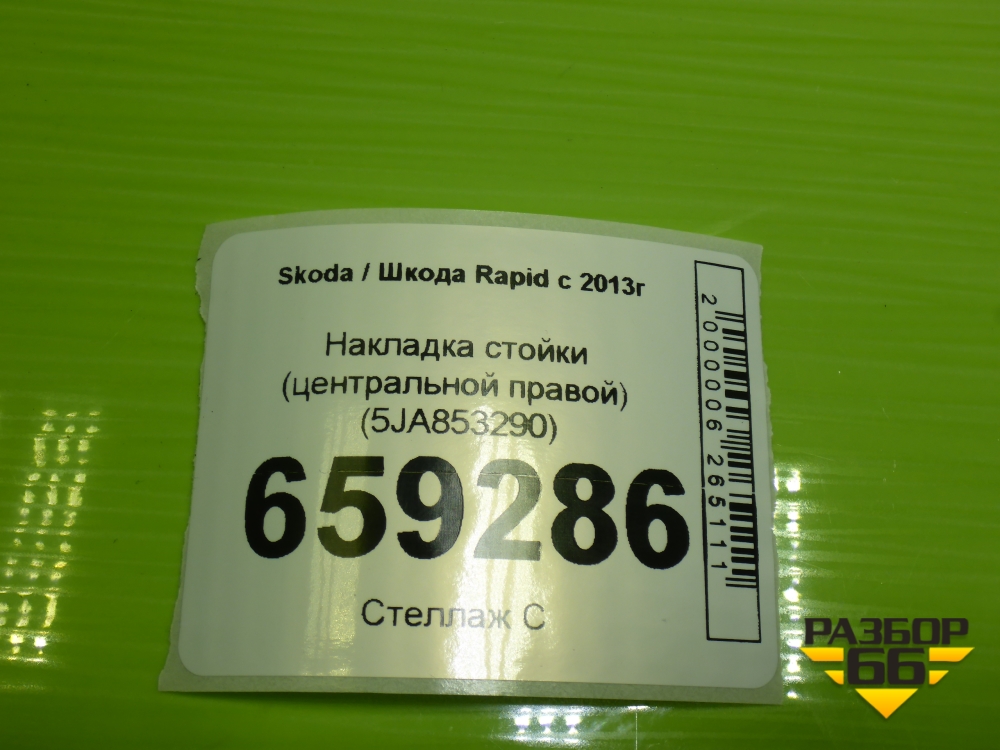 Skoda / Шкода Rapid с 2013г
Накладка стойки
(центральной правой)
(5JA853290)
659286
Стеллаж С
2000006265111
РАЗБОР
66